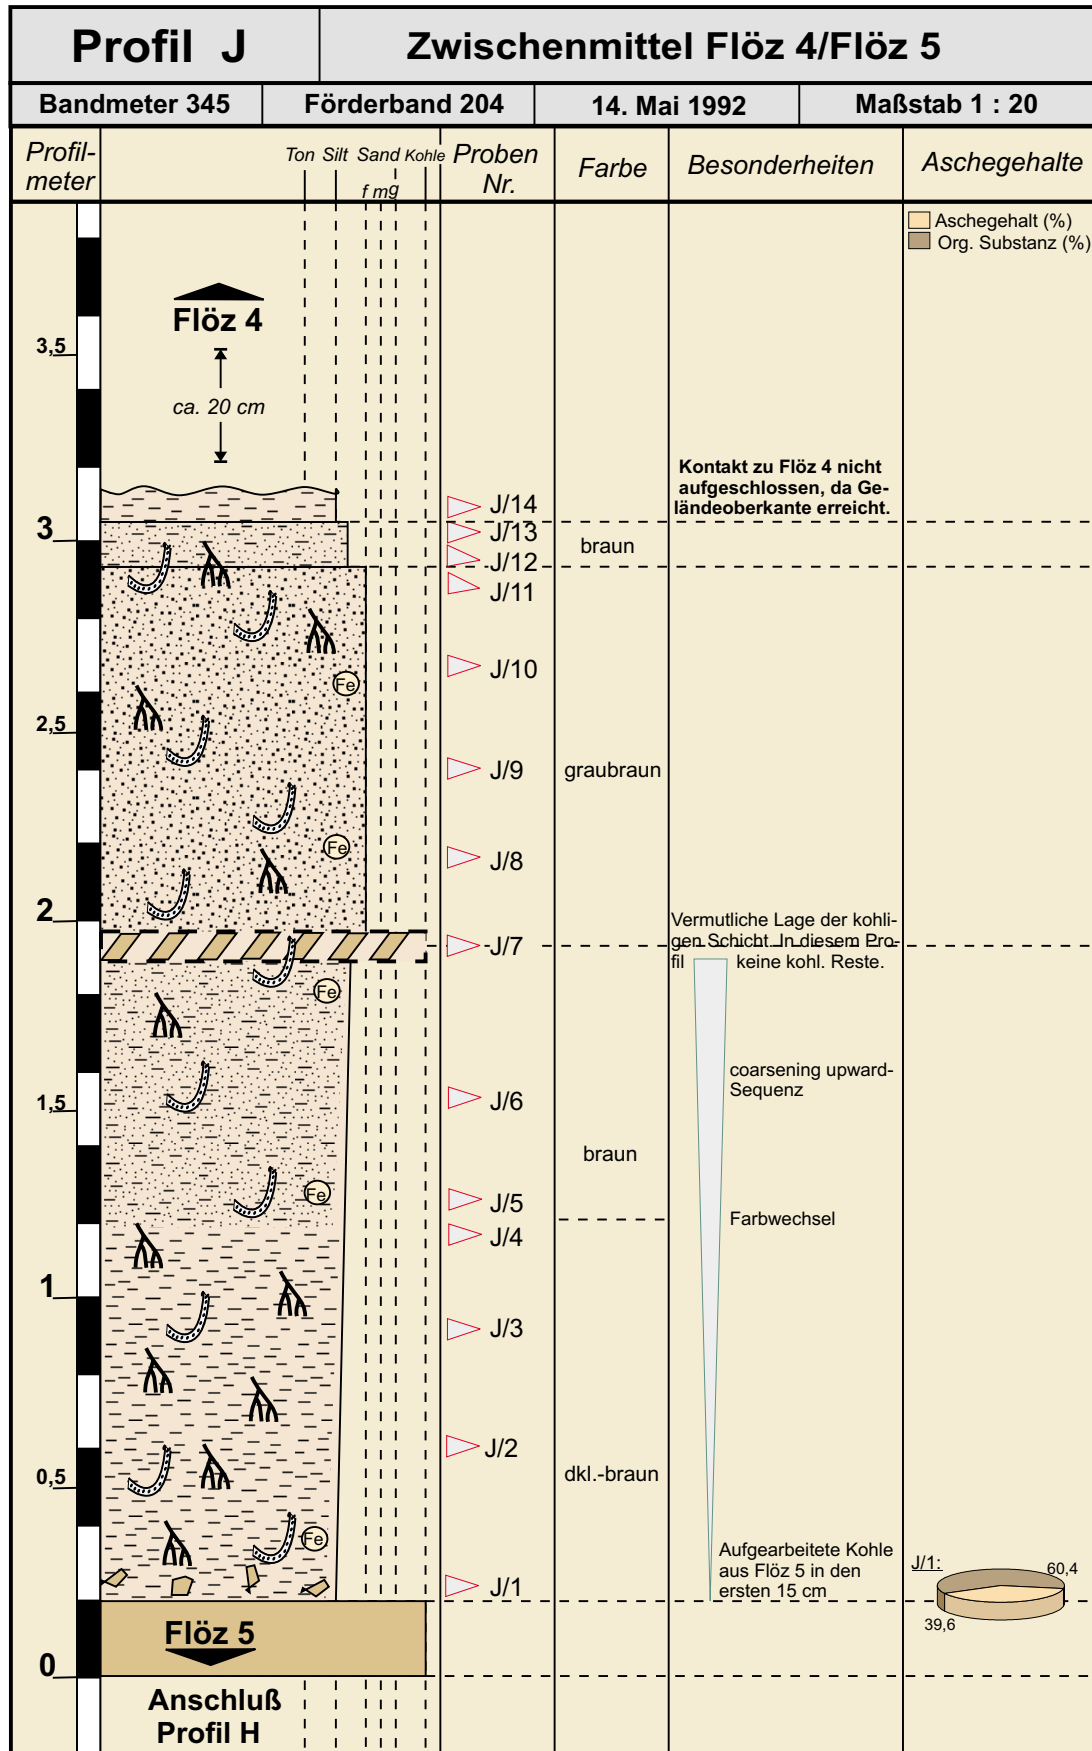 Profil J
Zwischenmittel Flöz 4/Flöz 5
Bandmeter 345
Förderband 204
14. Mai 1992
Maßstab 1 : 20
Profil-
meter
Ton Silt Sand Kohle
f m g
Proben
Nr.
Farbe
Besonderheiten
Aschegehalte
Aschegehalt (%)
Org. Substanz (%)
Flöz 4
3,5
ca. 20 cm
Kontakt zu Flöz 4 nicht
aufgeschlossen, da Ge-
ländeoberkante erreicht.
J/14
3
J/13
braun
J/12
J/11
J/10
Fe
2,5
J/9
graubraun
Fe
J/8
2
Vermutliche Lage der kohli-
gen Schicht. In diesem Pro-
fil keine kohl. Reste.
J/7
Fe
coarsening upward-
Sequenz
J/6
1,5
braun
J/5
Fe
Farbwechsel
J/4
1
J/3
J/2
dkl.-braun
0,5
Fe
Aufgearbeitete Kohle
aus Flöz 5 in den
ersten 15 cm
J/1
J/1:
60,4
39,6
Flöz 5
0
Anschluß
Profil H